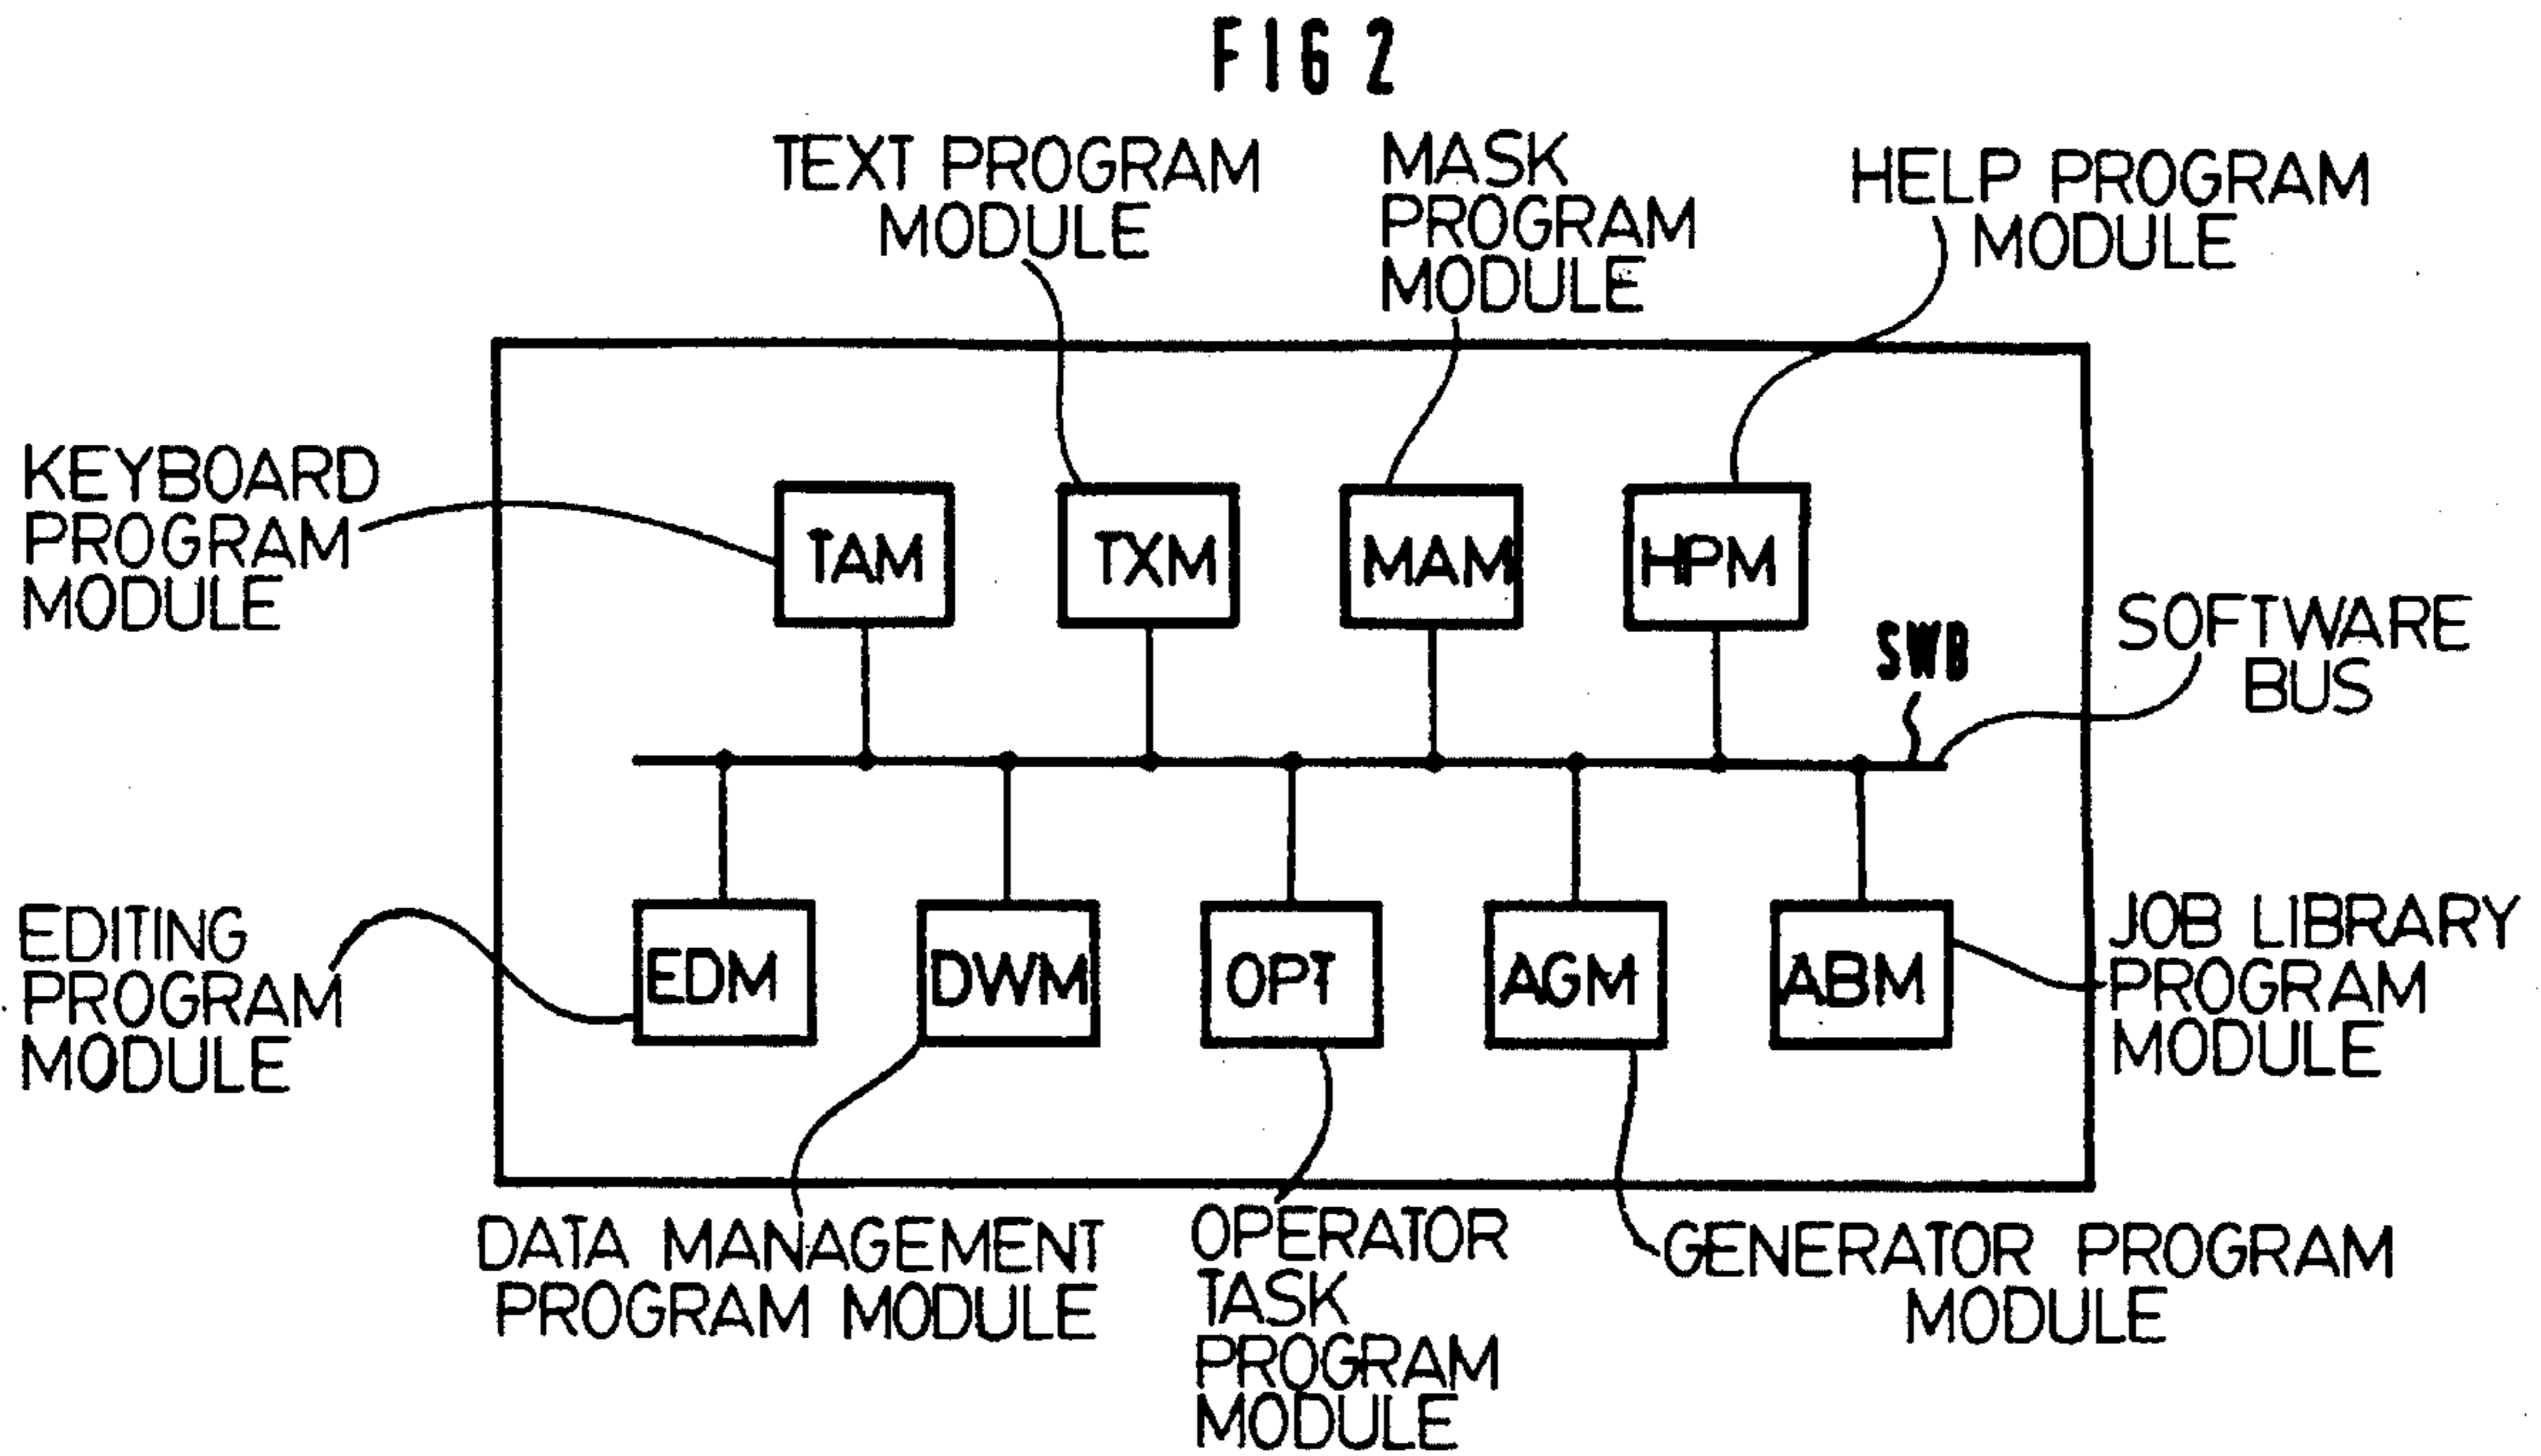 FIG 2
TEXT PROGRAM
MODULE
MASK
PROGRAM
MODULE
HELP PROGRAM
MODULE
KEYBOARD
PROGRAM
MODULE
TAM
TXM
MAM
HPM
SWB
SOFTWARE
BUS
EDITING
PROGRAM
MODULE
EDM
DWM
OPT
AGM
ABM
JOB LIBRARY
PROGRAM
MODULE
DATA MANAGEMENT
PROGRAM MODULE
OPERATOR
TASK
PROGRAM
MODULE
GENERATOR PROGRAM
MODULE